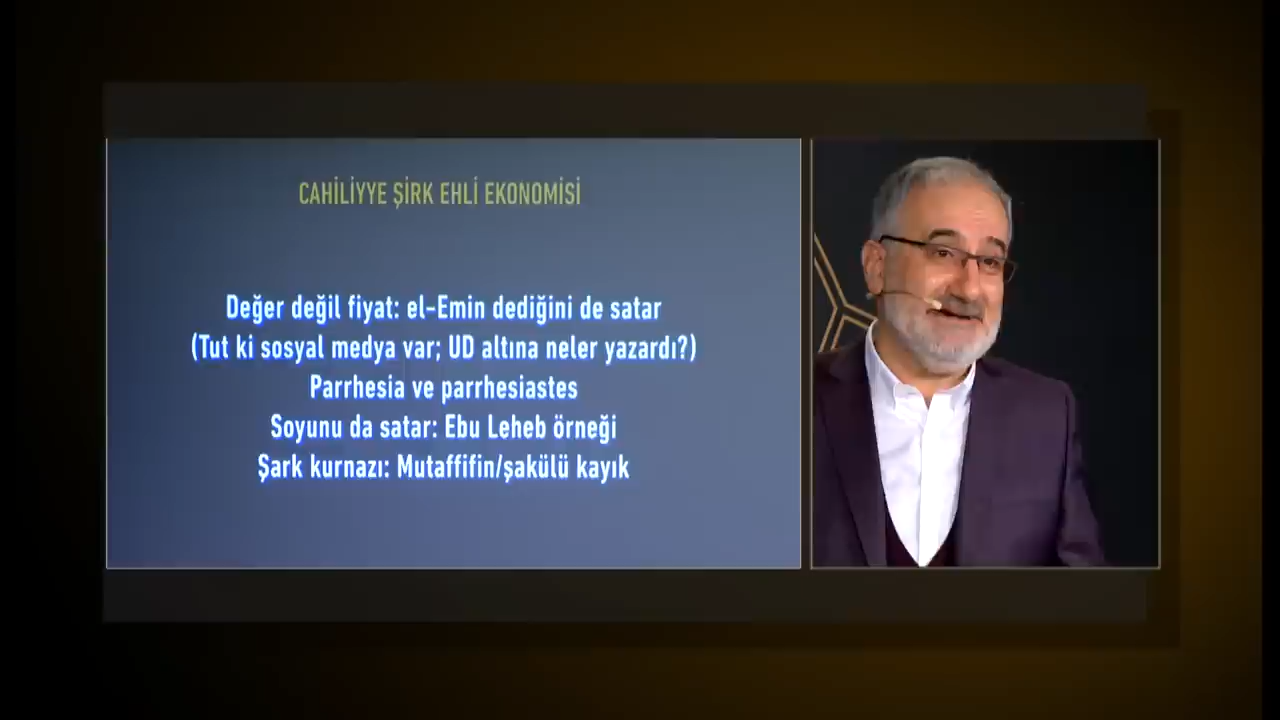 CAHİLİYYE ŞİRK EHLİ EKONOMİSİ
Değer değil fiyat: el-Emin dediğini de satar
(Tut ki sosyal medya var; UD altına neler yazardı?)
Parrhesia ve parrhesiastes
Soyunu da satar: Ebu Leheb örneği
Şark kurnazı: Mutaffifin/şakülü kayık